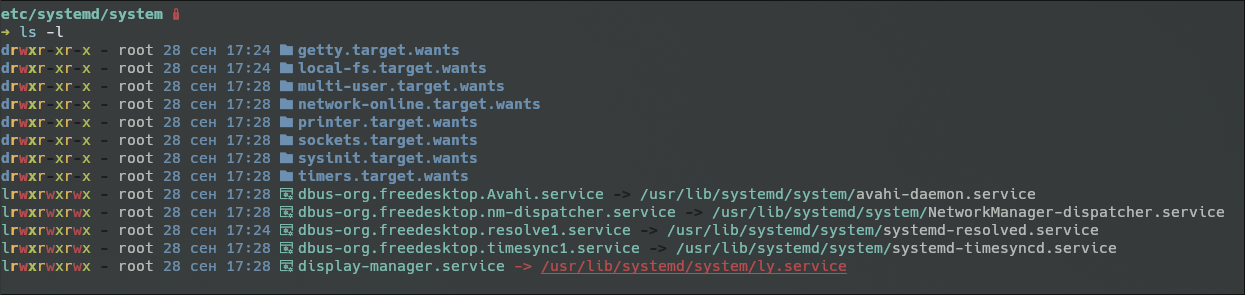 etc/systemd/system
→ ls -l
drwxr-xr-x - root 28 сен 17:24 getty.target.wants
drwxr-xr-x - root 28 сен 17:24 local-fs.target.wants
drwxr-xr-x - root 28 сен 17:28 multi-user.target.wants
drwxr-xr-x - root 28 сен 17:28 network-online.target.wants
drwxr-xr-x - root 28 сен 17:28 printer.target.wants
drwxr-xr-x - root 28 сен 17:28 sockets.target.wants
drwxr-xr-x - root 28 сен 17:28 sysinit.target.wants
drwxr-xr-x - root 28 сен 17:28 timers.target.wants
lrwxrwxrwx - root 28 сен 17:28 dbus-org.freedesktop.Avahi.service -> /usr/lib/systemd/system/avahi-daemon.service
lrwxrwxrwx - root 28 сен 17:28 dbus-org.freedesktop.nm-dispatcher.service -> /usr/lib/systemd/system/NetworkManager-dispatcher.service
lrwxrwxrwx - root 28 сен 17:24 dbus-org.freedesktop.resolve1.service -> /usr/lib/systemd/system/systemd-resolved.service
lrwxrwxrwx - root 28 сен 17:28 dbus-org.freedesktop.timesync1.service -> /usr/lib/systemd/system/systemd-timesyncd.service
lrwxrwxrwx - root 28 сен 17:28 display-manager.service -> /usr/lib/systemd/system/ly.service